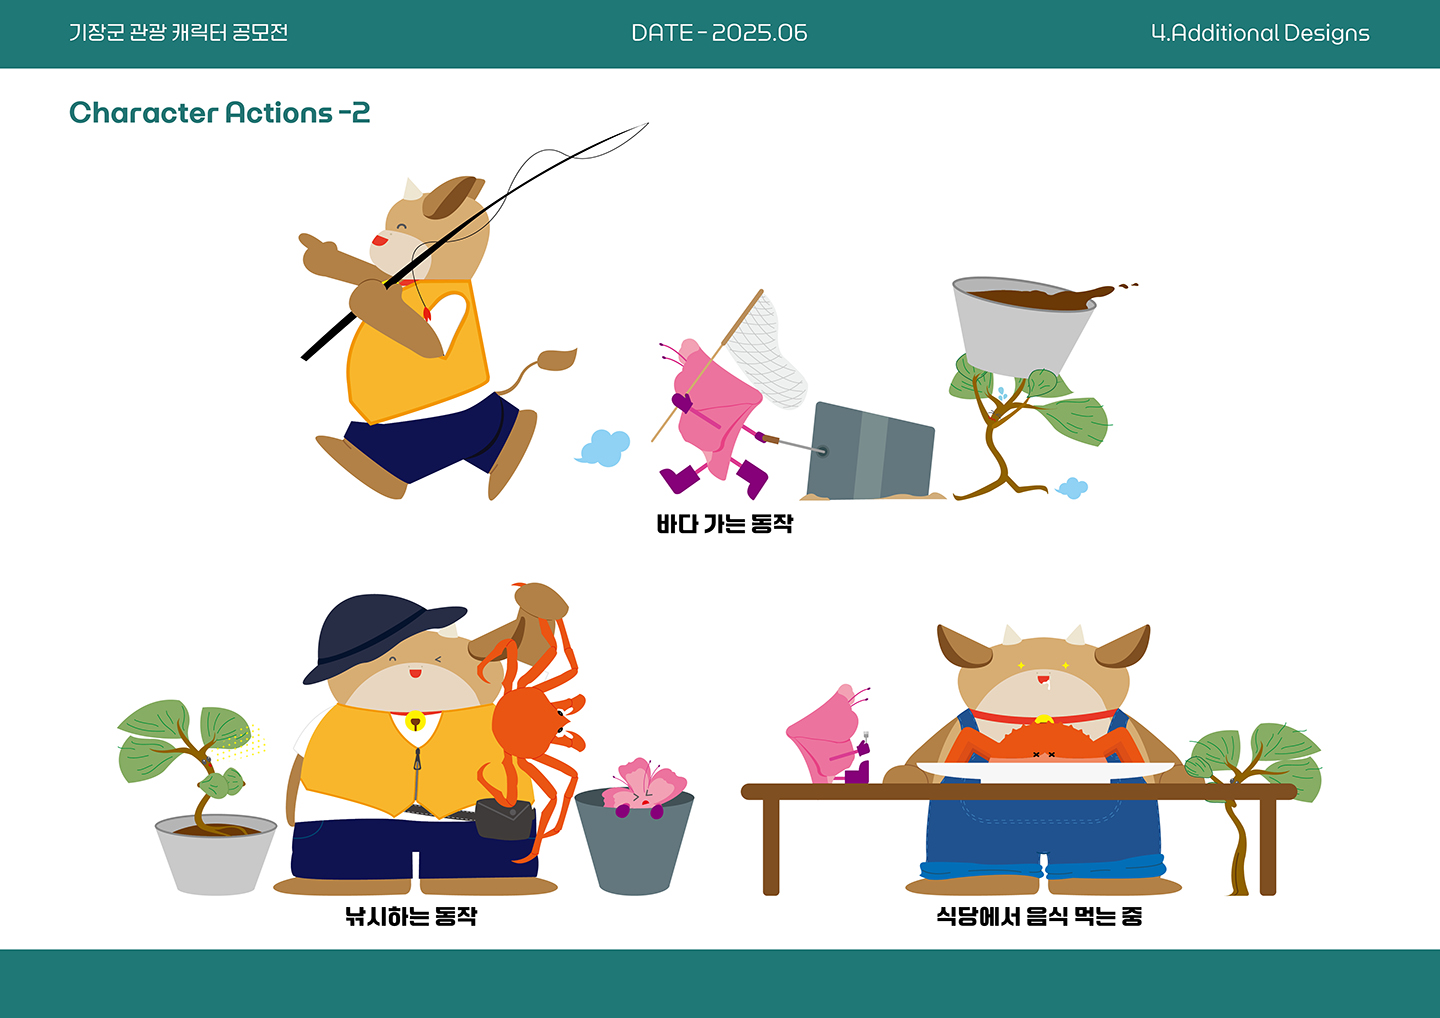 기장군 관광 캐릭터 공모전
DATE - 2025.06
4.Additional Designs
Character Actions -2
바다 가는 동작
낚시하는 동작
식당에서 음식 먹는 중